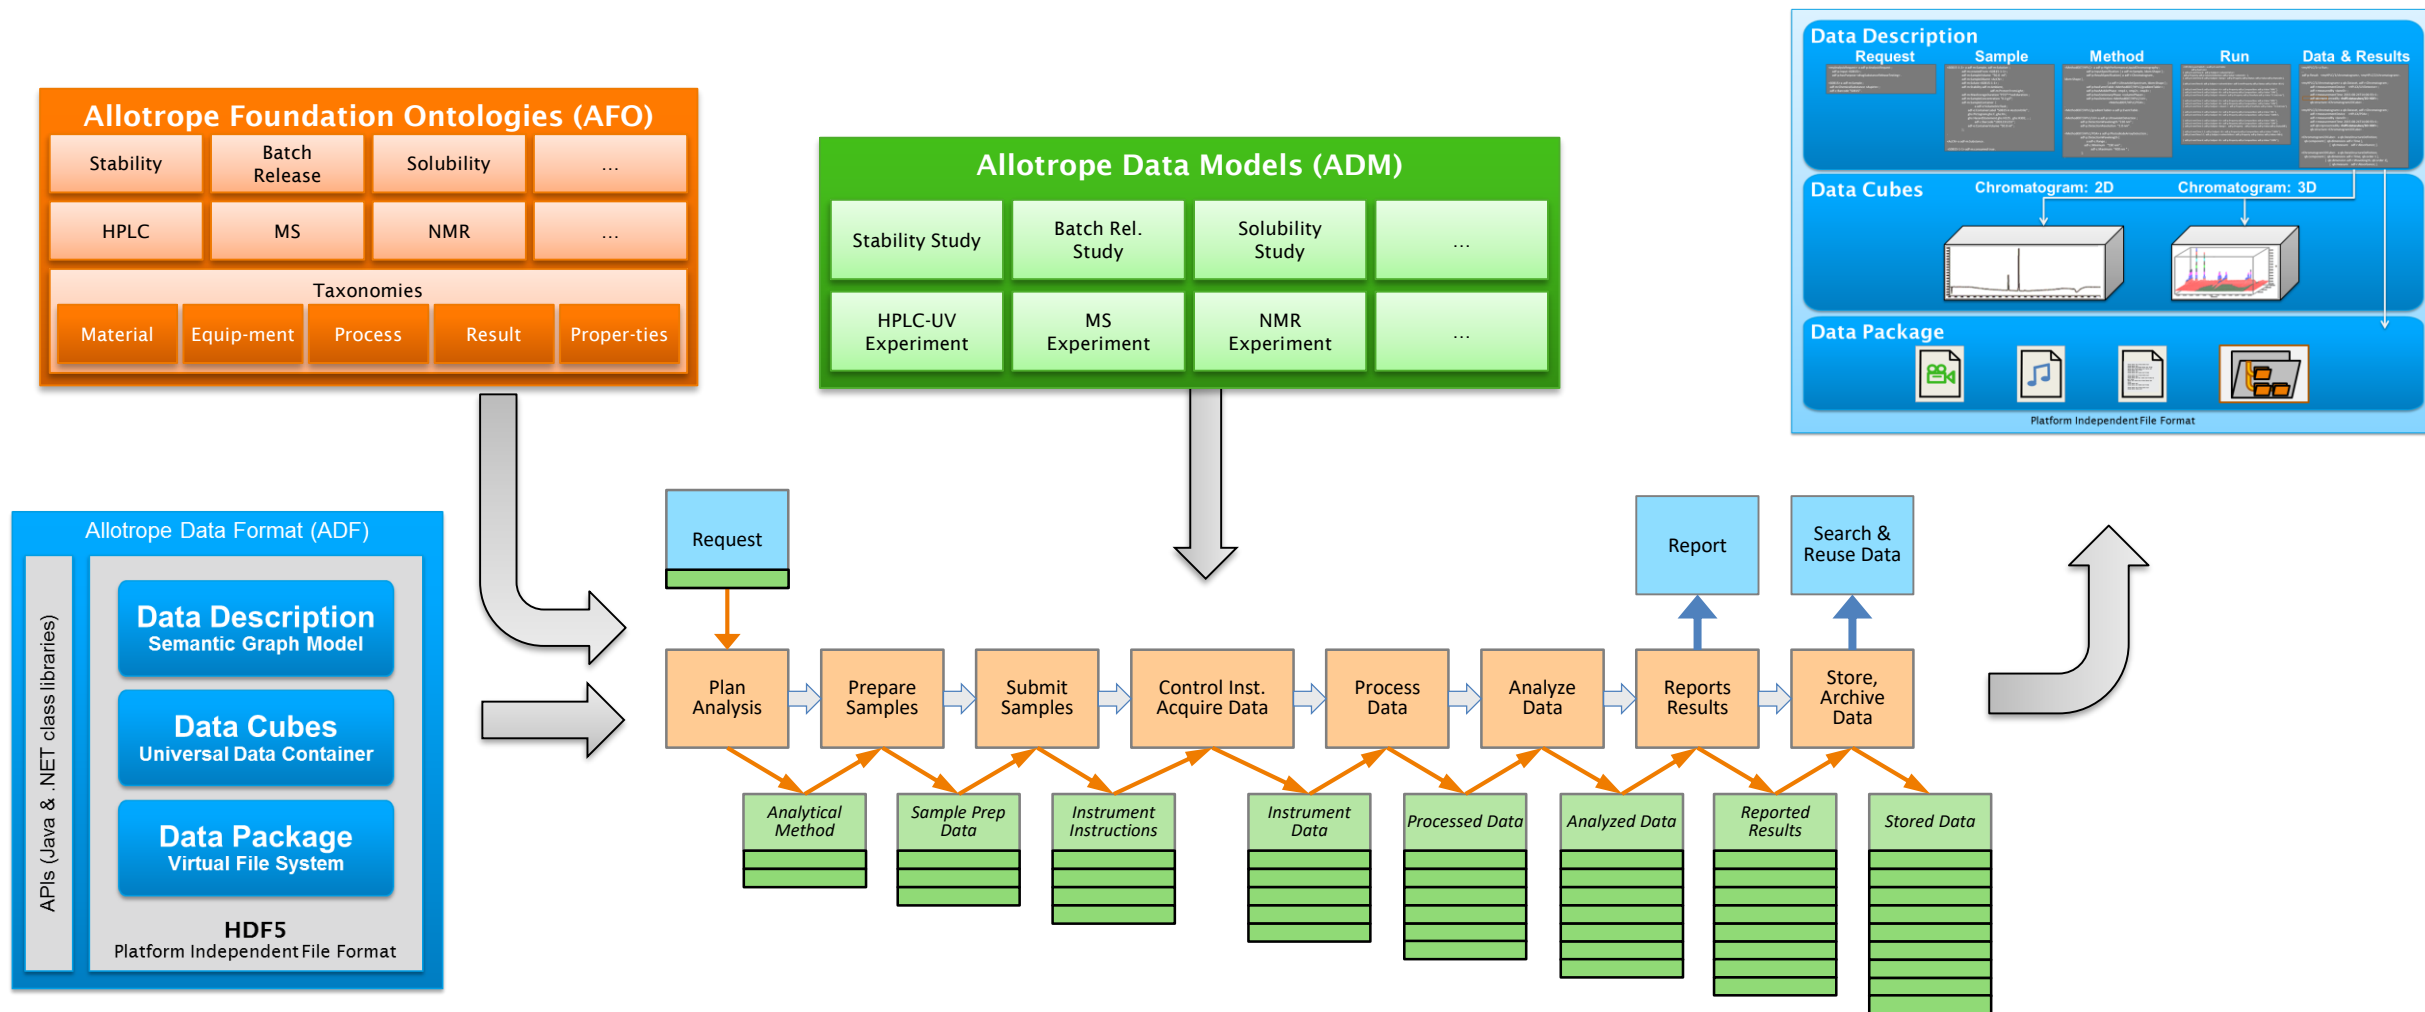 Allotrope Foundation Ontologies (AFO)
Stability
Batch
Release
Solubility
...
HPLC
MS
NMR
...
Taxonomies
Material
Equip-ment
Process
Result
Proper-ties
Allotrope Data Models (ADM)
Stability Study
Batch Rel.
Study
Solubility
Study
...
HPLC-UV
Experiment
MS
Experiment
NMR
Experiment
...
Data Description
Request
Sample
Method
Run
Data & Results
Data Cubes
Chromatogram: 2D
Chromatogram: 3D
Data Package
Platform Independent File Format
Allotrope Data Format (ADF)
APIs (Java & .NET class libraries)
Data Description
Semantic Graph Model
Data Cubes
Universal Data Container
Data Package
Virtual File System
HDF5
Platform Independent File Format
Request
Report
Search &
Reuse Data
Plan
Analysis
Prepare
Samples
Submit
Samples
Control Inst.
Acquire Data
Process
Data
Analyze
Data
Reports
Results
Store,
Archive
Data
Analytical
Method
Sample Prep
Data
Instrument
Instructions
Instrument
Data
Processed Data
Analyzed Data
Reported
Results
Stored Data